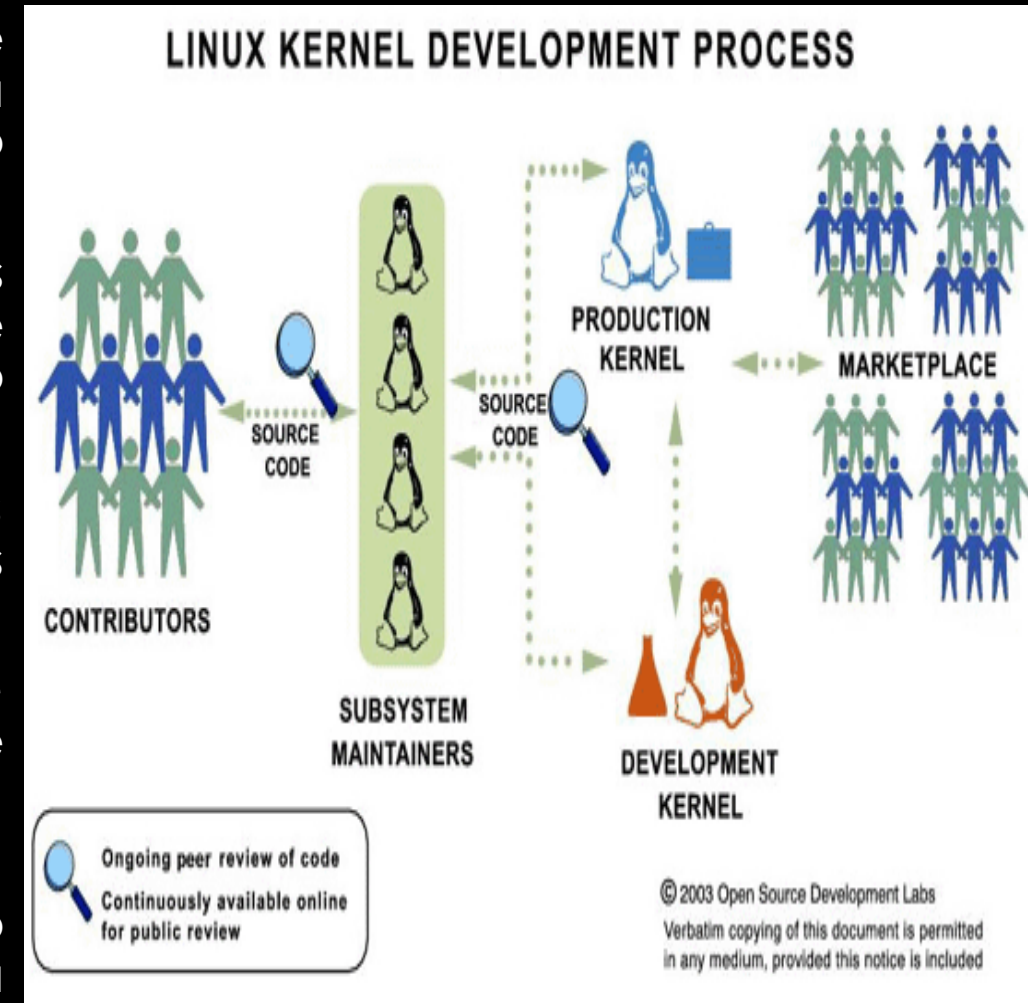 LINUX KERNEL DEVELOPMENT PROCESS
PRODUCTION
KERNEL
MARKETPLACE
SOURCE
CODE
SOURCE
CODE
CONTRIBUTORS
SUBSYSTEM
MAINTAINERS
DEVELOPMENT
KERNEL
Ongoing peer review of code
Continuously available online
for public review
© 2003 Open Source Development Labs
Verbatim copying of this document is permitted
in any medium, provided this notice is included